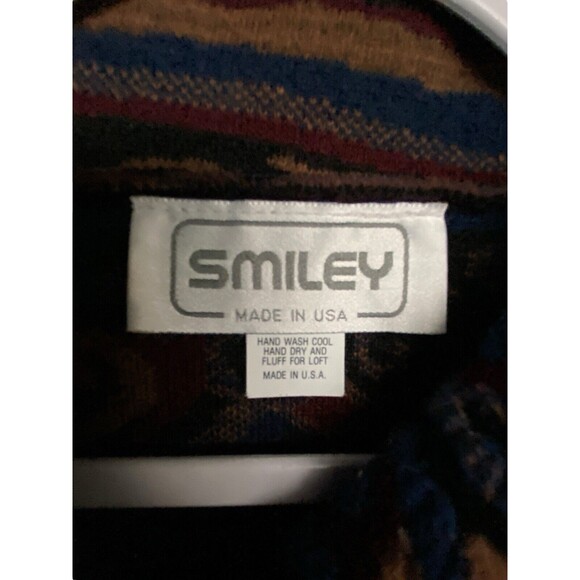 SMILEY
MADE IN USA
HAND WASH COOL
HAND DRY AND
FLUFF FOR LOFT
MADE IN U.S.A.